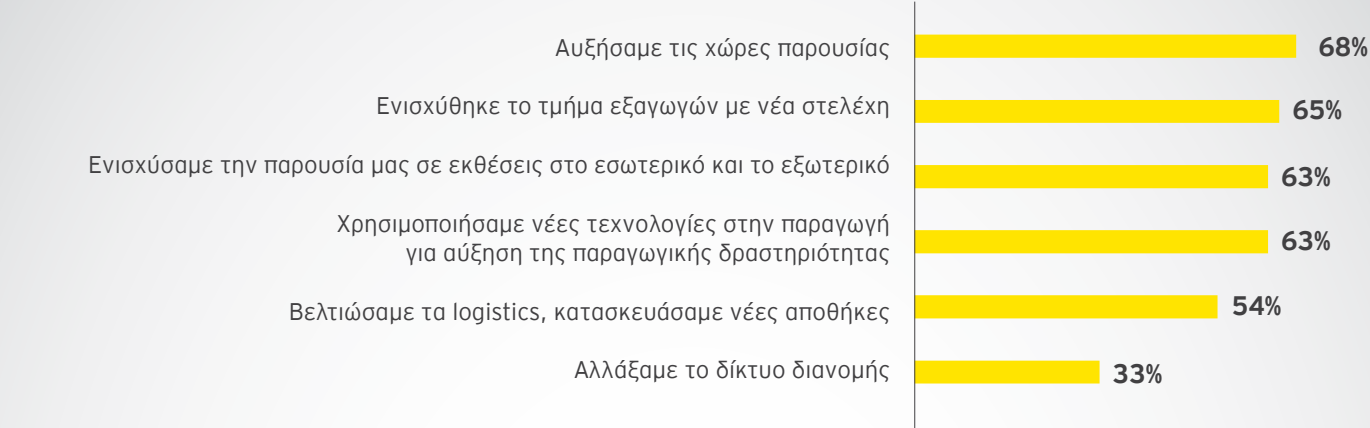 Αυξήσαμε τις χώρες παρουσίας 68%
Ενισχύθηκε το τμήμα εξαγωγών με νέα στελέχη 65%
Ενισχύσαμε την παρουσία μας σε εκθέσεις στο εσωτερικό και το εξωτερικό 63%
Χρησιμοποιήσαμε νέες τεχνολογίες στην παραγωγή
για αύξηση της παραγωγικής δραστηριότητας 63%
Βελτιώσαμε τα logistics, κατασκευάσαμε νέες αποθήκες 54%
Αλλάξαμε το δίκτυο διανομής 33%